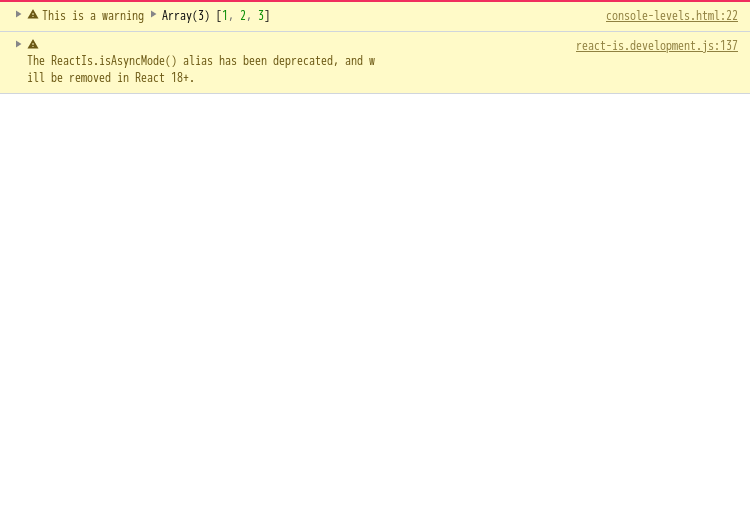 This is a warning Array(3) [1, 2, 3] console-levels.html:22
react-is.development.js:137
The ReactIs.isAsyncMode() alias has been deprecated, and w
ill be removed in React 18+.